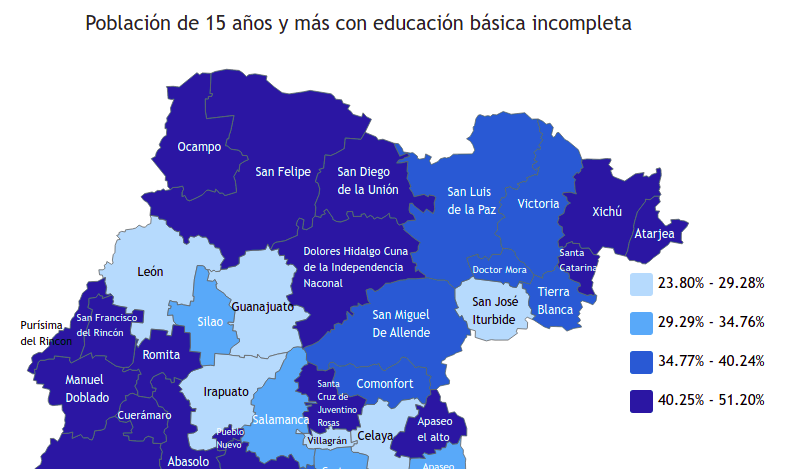 Población de 15 años y más con educación básica incompleta
Ocampo
San Felipe
San Diego
de la Unión
San Luis
de la Paz
Victoria
Xichú
Atarjea
Santa
Catarina
Dolores Hidalgo Cuna
de la Independencia
Naconal
León
Doctor Mora
Guanajuato
San José
Iturbide
Tierra
Blanca
San Francisco
del Rincón
Purísima
del Rincon
Silao
San Miguel
De Allende
Romita
Manuel
Doblado
Irapuato
Santa
Cruz de
Juventino
Rosas
Comonfort
Cuerámaro
Salamanca
Pueblo
Nuevo
Villagrán
Celaya
Apaseo
el alto
Abasolo
Apaseo
23.80% - 29.28%
29.29% - 34.76%
34.77% - 40.24%
40.25% - 51.20%